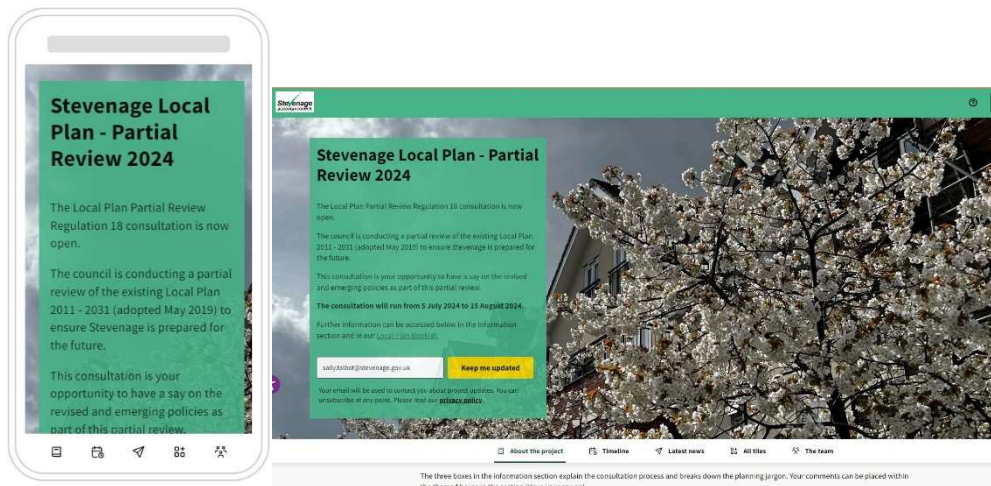 Stevenage Local
Plan - Partial
Review 2024
The Local Plan Partial Review
Regulation 18 consultation is now
open.
The council is conducting a partial
review of the existing Local Plan
2011 - 2031 (adopted May 2019) to
ensure Stevenage is prepared for
the future.
This consultation is your
opportunity to have a say on the
revised and emerging policies as
part of this partial review.
Stevenage
BOROUGH COUNCIL
Stevenage Local Plan - Partial
Review 2024
The Local Plan Partial Review Regulation 18 consultation is now
open.
The council is conducting a partial review of the existing Local Plan
2011 - 2031 (adopted May 2019) to ensure Stevenage is prepared for
the future.
This consultation is your opportunity to have a say on the revised
and emerging policies as part of this partial review.
The consultation will run from 5 July 2024 to 15 August 2024.
Further information can be accessed below in the Information
section and in our Local Plan Booklet.
sally.talbot@stevenage.gov.uk
Keep me updated
Your email will be used to contact you about project updates. You can
unsubscribe at any point. Please read our privacy policy.
About the project
Timeline
Latest news
All tiles
The team
The three boxes in the information section explain the consultation process and breaks down the planning jargon. Your comments can be placed within